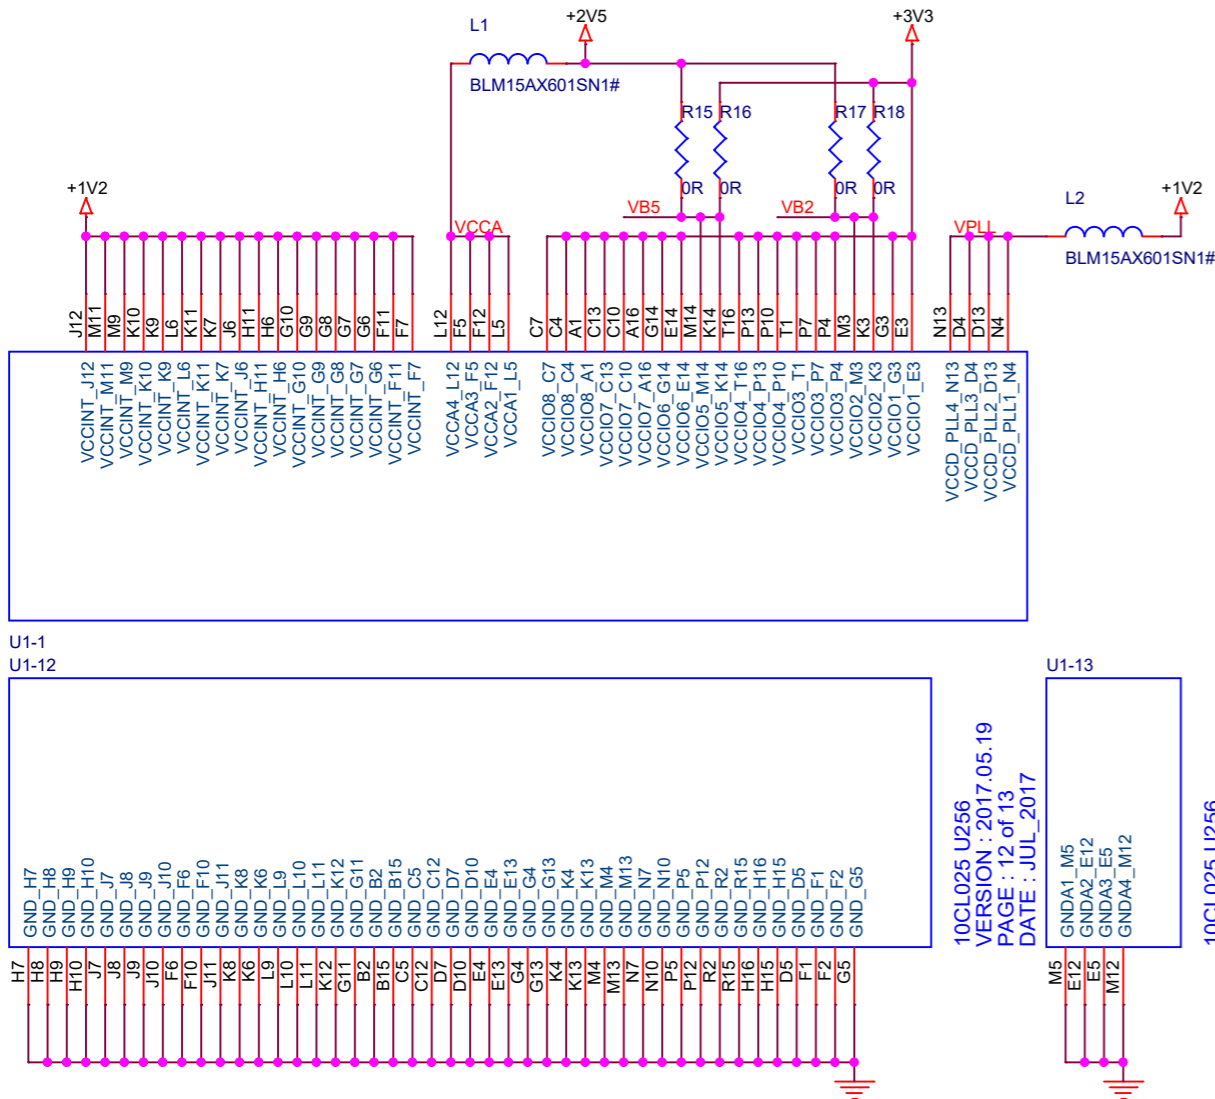 L1
+2V5
+3V3
BLM15AX601SN1#
R15
R16
R17
R18
0R
0R
0R
0R
+1V2
L2
+1V2
VCCA
VB5
VB2
VPLL
BLM15AX601SN1#
J12
M11
M9
K10
K9
L6
K11
K7
J6
H11
H6
G10
G9
G8
G7
G6
F11
F7
L12
F5
F12
L5
C7
C4
A1
C13
C10
A16
G14
E14
M14
K14
T16
P13
P10
T1
P7
P4
M3
K3
G3
E3
N13
D4
D13
N4
VCCINT_J12
VCCINT_M11
VCCINT_M9
VCCINT_K10
VCCINT_K9
VCCINT_L6
VCCINT_K11
VCCINT_K7
VCCINT_J6
VCCINT_H11
VCCINT_H6
VCCINT_G10
VCCINT_G9
VCCINT_G8
VCCINT_G7
VCCINT_G6
VCCINT_F11
VCCINT_F7
VCCA4_L12
VCCA3_F5
VCCA2_F12
VCCA1_L5
VCCIO8_C7
VCCIO8_C4
VCCIO8_A1
VCCIO7_C13
VCCIO7_C10
VCCIO7_A16
VCCIO6_G14
VCCIO6_E14
VCCIO5_M14
VCCIO5_K14
VCCIO4_T16
VCCIO4_P13
VCCIO4_P10
VCCIO3_T1
VCCIO3_P7
VCCIO3_P4
VCCIO2_M3
VCCIO2_K3
VCCIO1_G3
VCCIO1_E3
VCCD_PLL4_N13
VCCD_PLL3_D4
VCCD_PLL2_D13
VCCD_PLL1_N4
U1-1
U1-12
U1-13
GND_H7
GND_H8
GND_H9
GND_H10
GND_J7
GND_J8
GND_J9
GND_J10
GND_F6
GND_F10
GND_J11
GND_K8
GND_K6
GND_L9
GND_L10
GND_L11
GND_K12
GND_G11
GND_B2
GND_B15
GND_C5
GND_C12
GND_D7
GND_D10
GND_E4
GND_E13
GND_G4
GND_G13
GND_K4
GND_K13
GND_M4
GND_M13
GND_N7
GND_N10
GND_P5
GND_P12
GND_R2
GND_R15
GND_H16
GND_H15
GND_D5
GND_F1
GND_F2
GND_G5
10CL025 U256
VERSION : 2017.05.19
PAGE : 12 of 13
DATE : JUL_2017
GNDA1_M5
GNDA2_E12
GNDA3_E5
GNDA4_M12
10CL025 U256
H7
H8
H9
H10
J7
J8
J9
J10
F6
F10
J11
K8
K6
L9
L10
L11
K12
G11
B2
B15
C5
C12
D7
D10
E4
E13
G4
G13
K4
K13
M4
M13
N7
N10
P5
P12
R2
R15
H16
H15
D5
F1
F2
G5
M5
E12
E5
M12